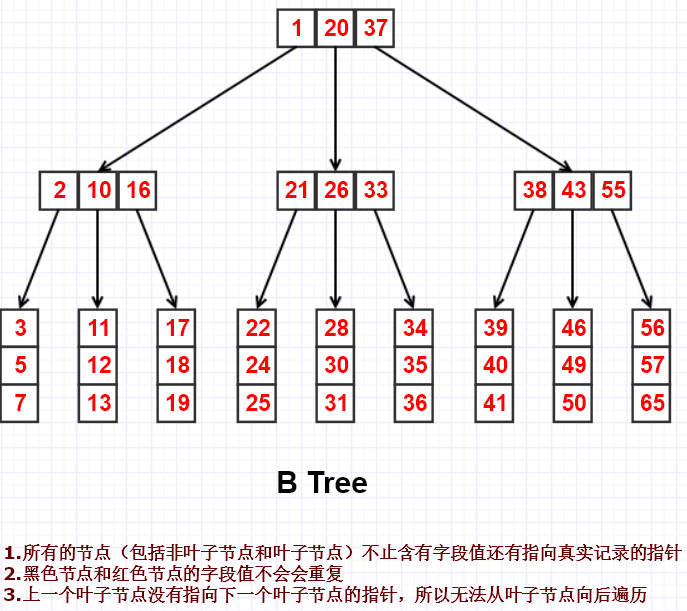 1 20 37
2 10 16 21 26 33 38 43 55
3 11 17 22 28 34 39 46 56
5 12 18 24 30 35 40 49 57
7 13 19 25 31 36 41 50 65
B Tree
1.所有的节点（包括非叶子节点和叶子节点）不止含有字段值还有指向真实记录的指针
2.黑色节点和红色节点的字段值不会会重复
3.上一个叶子节点没有指向下一个叶子节点的指针，所以无法从叶子节点向后遍历